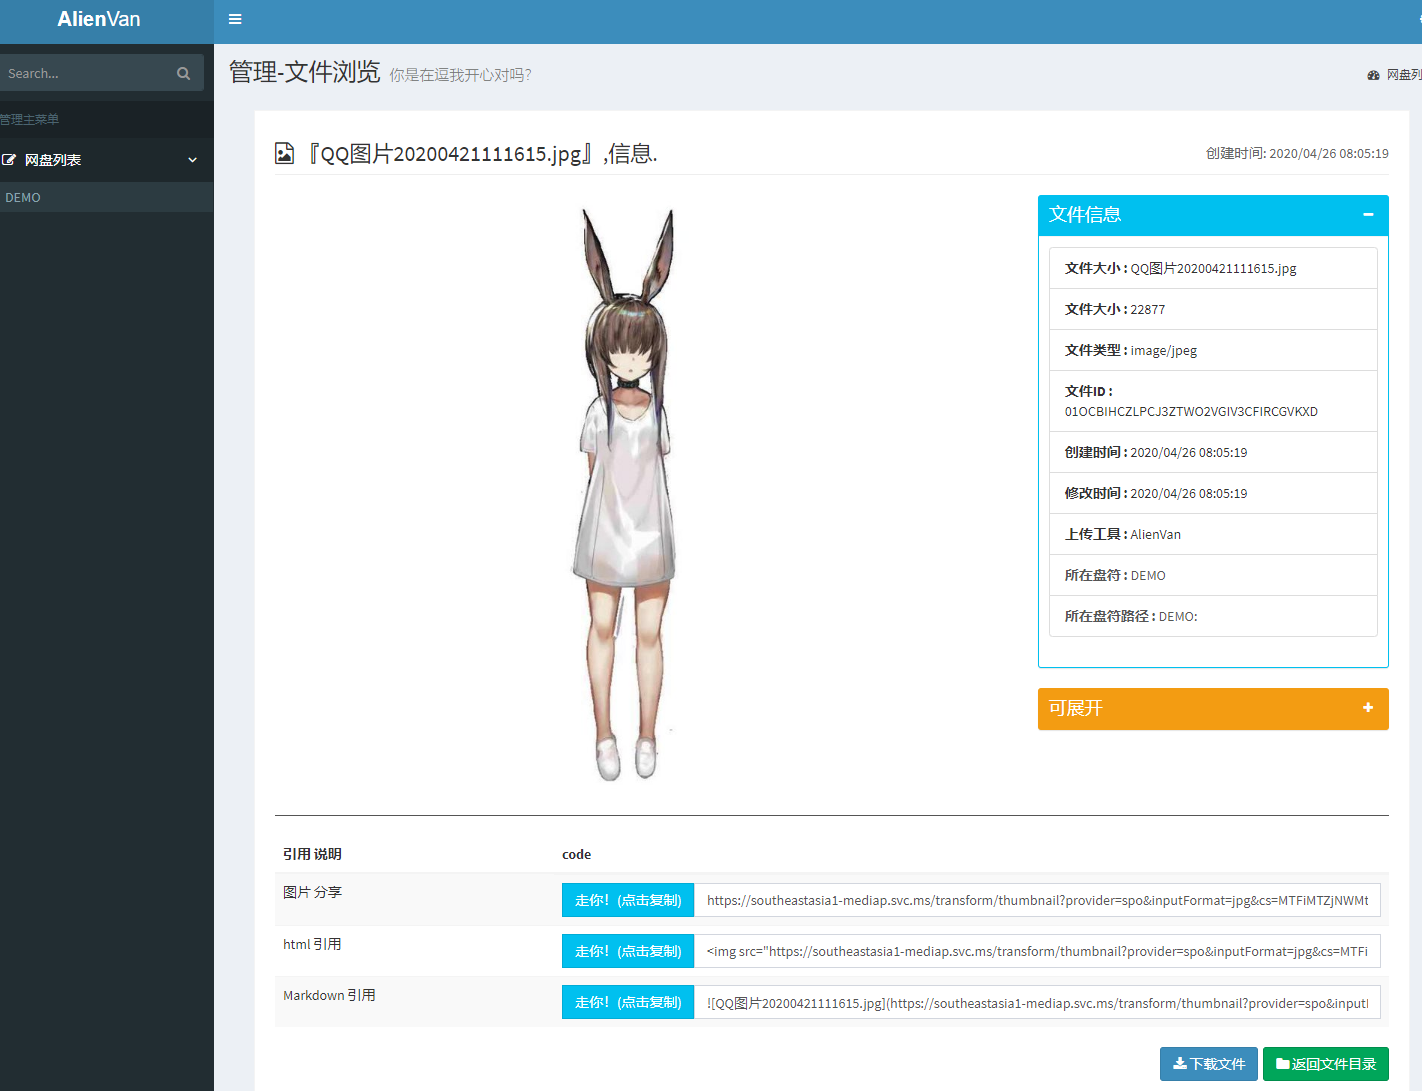 AlienVan
Search...
管理-文件浏览 你是在逗我开心对吗?
网盘列
管理主菜单
网盘列表
DEMO
『QQ图片20200421111615.jpg』,信息.
创建时间: 2020/04/26 08:05:19
文件信息
文件大小 : QQ图片20200421111615.jpg
文件大小 : 22877
文件类型 : image/jpeg
文件ID :
01OCBIHCZLPCJ3ZTWO2VGIV3CFIRCGVKXD
创建时间 : 2020/04/26 08:05:19
修改时间 : 2020/04/26 08:05:19
上传工具 : AlienVan
所在盘符 : DEMO
所在盘符路径 : DEMO:
可展开
引用 说明 code
图片 分享 走你！(点击复制) https://southeastasia1-mediap.svc.ms/transform/thumbnail?provider=spo&inputFormat=jpg&cs=MTFiMTZjNWMt
html 引用 走你！(点击复制) <img src="https://southeastasia1-mediap.svc.ms/transform/thumbnail?provider=spo&inputFormat=jpg&cs=MTFi
Markdown 引用 走你！(点击复制) ![QQ图片20200421111615.jpg](https://southeastasia1-mediap.svc.ms/transform/thumbnail?provider=spo&input
下载文件 返回文件目录